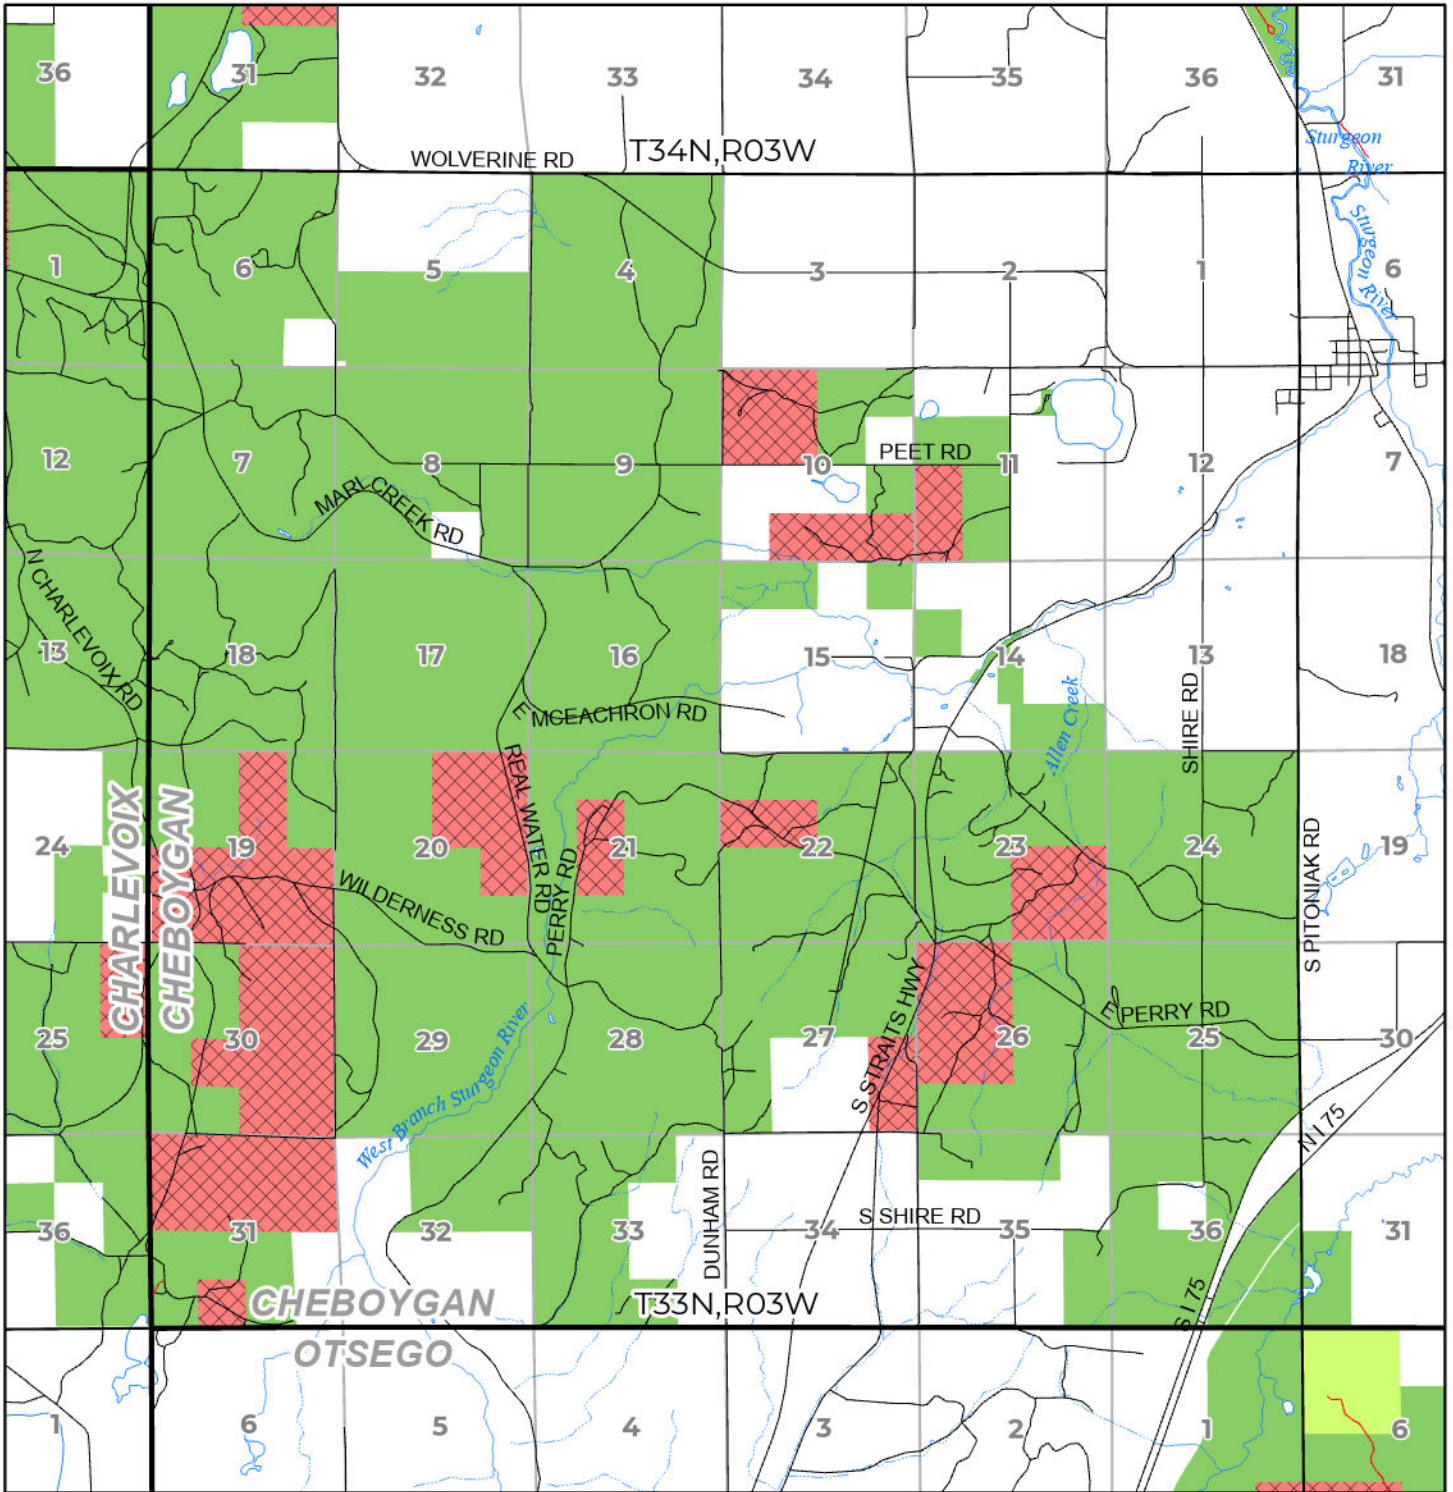 36 31 32 33 34 35 36 31
Sturgeon
River
WOLVERINE RD
T34N,R03W
Sturgeon River
1 6 5 4 3 2 1 6
PEET RD
12 7 8 9 10 11 12 7
MARL CREEK RD
N CHARLEVOIX RD
13 18 17 16 15 14 13 18
E MCEACHRON RD
Allen Creek
SHIRE RD
REAL WATER RD
CHARLEVOIX
CHEBOYGAN
24 19 20 21 22 23 24 19
PERRY RD
WILDERNESS RD
S PITONIAK RD
S STRAITS HWY
E PERRY RD
25 30 29 28 27 26 25 30
West Branch Sturgeon River
N I 75
DUNHAM RD
S SHIRE RD
36 31 32 33 34 35 36 31
S I 75
CHEBOYGAN
T33N,R03W
OTSEGO
1 6 5 4 3 2 1 6